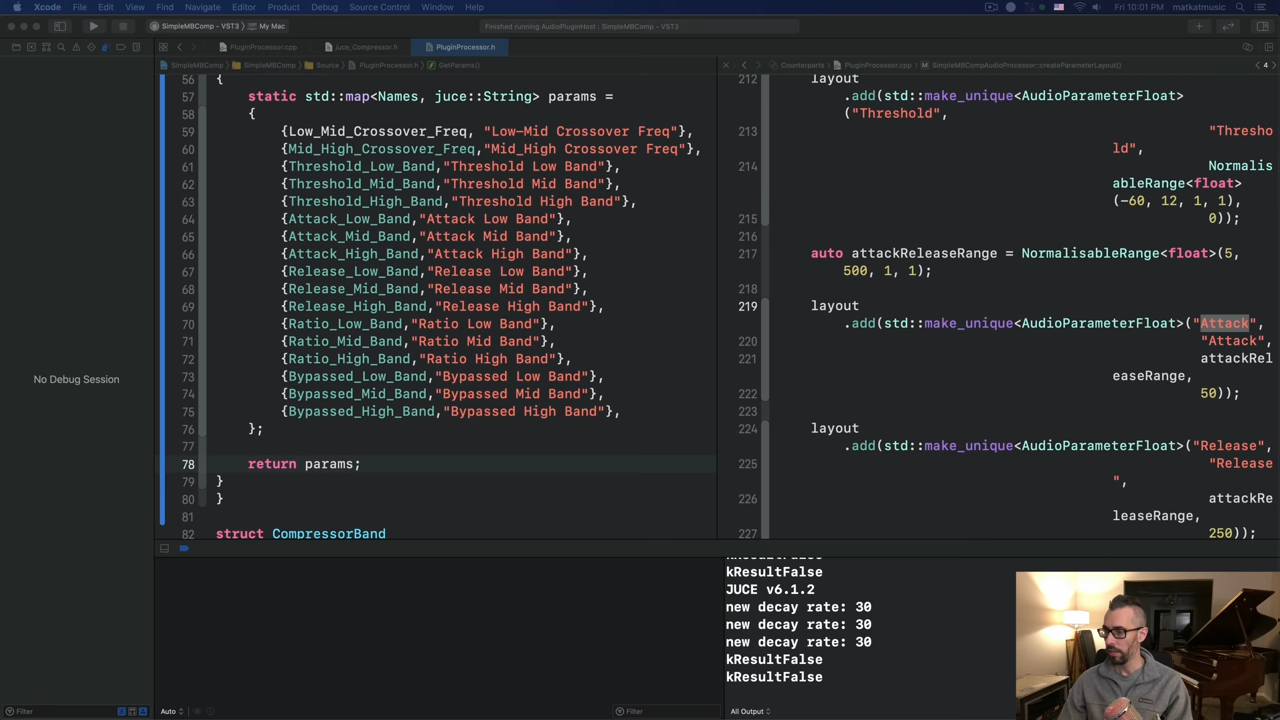 Xcode File Edit View Find Navigate Editor Product Debug Source Control Window Help
Fri 10:01 PM matkatmusic
SimpleMBComp - VST3 My Mac
Finished running AudioPluginHost : SimpleMBComp - VST3
PluginProcessor.cpp juce_Compressor.h PluginProcessor.h
SimpleMBComp SimpleMBComp Source PluginProcessor.h GetParams()
Counterparts PluginProcessor.cpp SimpleMBCompAudioProcessor::createParameterLayout() 4
No Debug Session
56 {
57 static std::map<Names, juce::String> params =
58 {
59 {Low_Mid_Crossover_Freq, "Low-Mid Crossover Freq"},
60 {Mid_High_Crossover_Freq,"Mid_High Crossover Freq"},
61 {Threshold_Low_Band,"Threshold Low Band"},
62 {Threshold_Mid_Band,"Threshold Mid Band"},
63 {Threshold_High_Band,"Threshold High Band"},
64 {Attack_Low_Band,"Attack Low Band"},
65 {Attack_Mid_Band,"Attack Mid Band"},
66 {Attack_High_Band,"Attack High Band"},
67 {Release_Low_Band,"Release Low Band"},
68 {Release_Mid_Band,"Release Mid Band"},
69 {Release_High_Band,"Release High Band"},
70 {Ratio_Low_Band,"Ratio Low Band"},
71 {Ratio_Mid_Band,"Ratio Mid Band"},
72 {Ratio_High_Band,"Ratio High Band"},
73 {Bypassed_Low_Band,"Bypassed Low Band"},
74 {Bypassed_Mid_Band,"Bypassed Mid Band"},
75 {Bypassed_High_Band,"Bypassed High Band"},
76 };
77
78 return params;
79 }
80 }
81
82 struct CompressorBand
212 layout
.add(std::make_unique<AudioParameterFloat>
("Threshold",
213 "Thresho
ld",
214 Normalis
ableRange<float>
(-60, 12, 1, 1),
215 0));
216
217 auto attackReleaseRange = NormalisableRange<float>(5,
500, 1, 1);
218
219 layout
.add(std::make_unique<AudioParameterFloat>("Attack",
220 "Attack",
221 attackRel
easeRange,
222 50));
223
224 layout
.add(std::make_unique<AudioParameterFloat>("Release",
225 "Release
",
226 attackRe
leaseRange,
227 250));
kResultFalse
kResultFalse
JUCE v6.1.2
new decay rate: 30
new decay rate: 30
new decay rate: 30
kResultFalse
kResultFalse
Filter
Auto
Filter
All Output